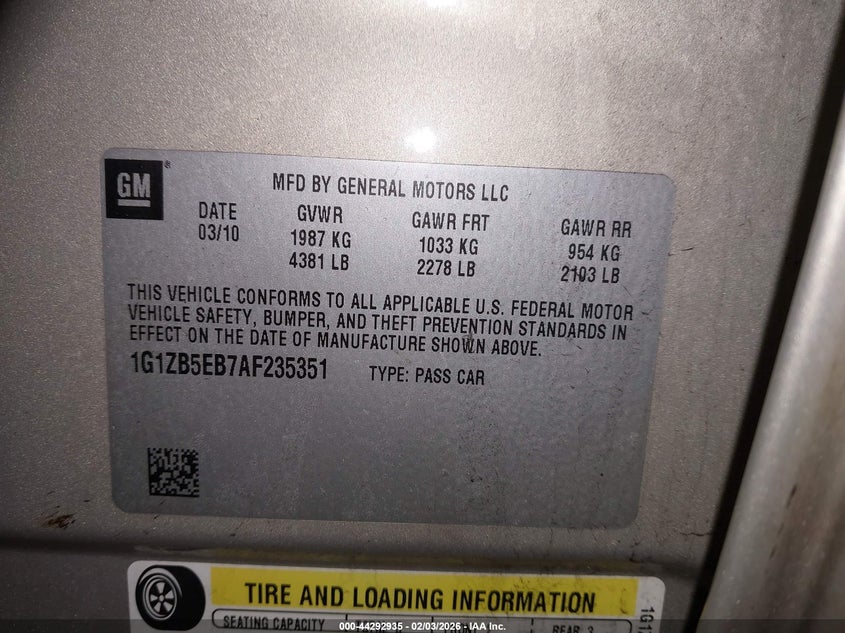 GM
MFD BY GENERAL MOTORS LLC
DATE GVWR GAWR FRT GAWR RR
03/10 1987 KG 1033 KG 954 KG
4381 LB 2278 LB 2103 LB
THIS VEHICLE CONFORMS TO ALL APPLICABLE U.S. FEDERAL MOTOR
VEHICLE SAFETY, BUMPER, AND THEFT PREVENTION STANDARDS IN
EFFECT ON THE DATE OF MANUFACTURE SHOWN ABOVE.
1G1ZB5EB7AF235351 TYPE: PASS CAR
TIRE AND LOADING INFORMATION
SEATING CAPACITY REAR 3
000-44292935 - 02/03/2026 - IAA Inc.